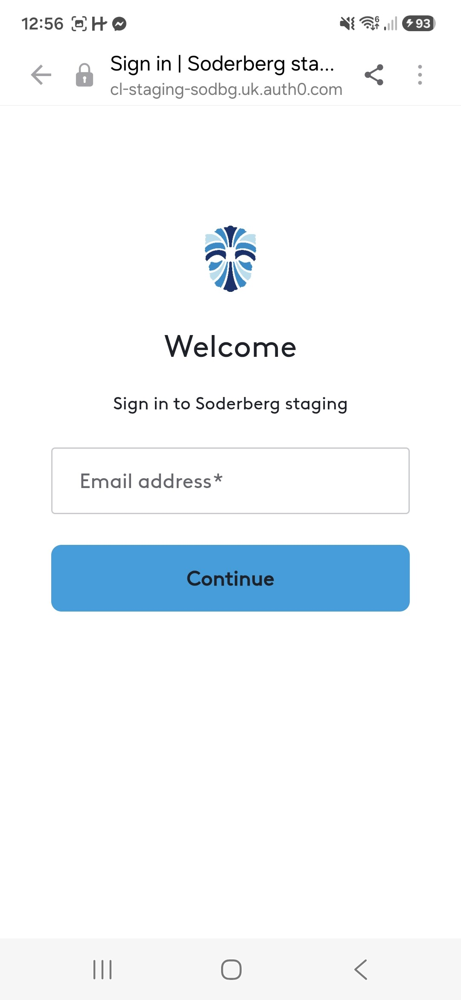 12:56
6
93
Sign in | Soderberg sta...
cl-staging-sodbg.uk.auth0.com
Welcome
Sign in to Soderberg staging
Email address*
Continue